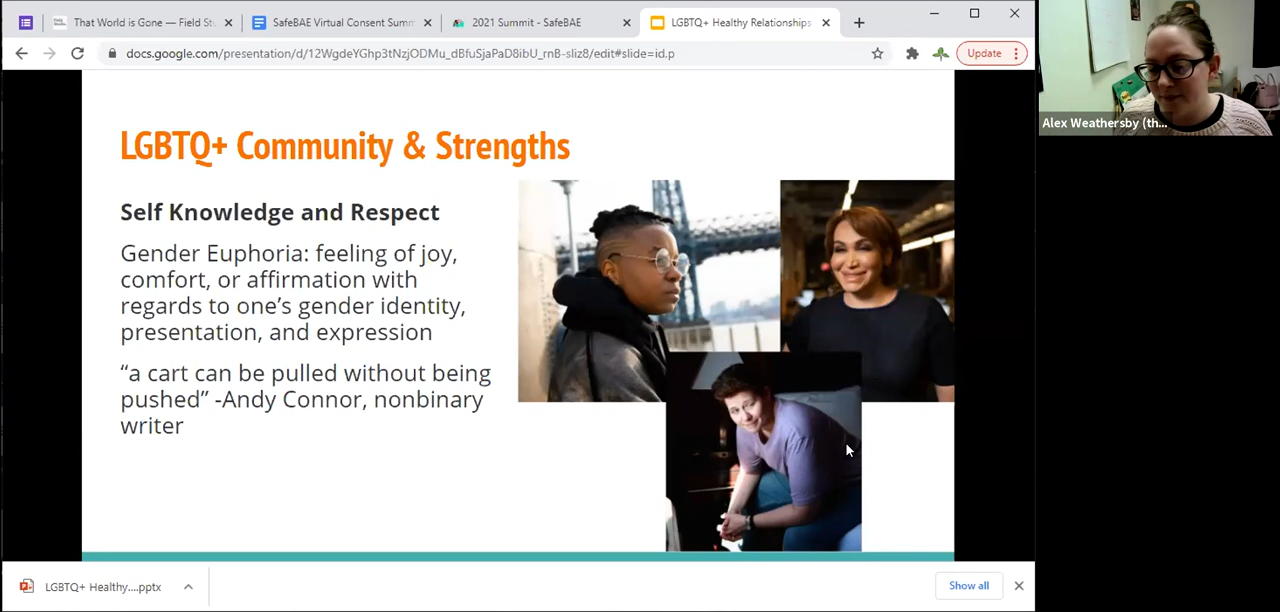 That World is Gone — Field Stu
SafeBAE Virtual Consent Summ
2021 Summit - SafeBAE
LGBTQ+ Healthy Relationships
docs.google.com/presentation/d/12WgdeYGhp3tNzjODMu_dBfuSjaPaD8ibU_rnB-sliz8/edit#slide=id.p
Update
Alex Weathersby (th...
LGBTQ+ Community & Strengths
Self Knowledge and Respect
Gender Euphoria: feeling of joy,
comfort, or affirmation with
regards to one’s gender identity,
presentation, and expression
“a cart can be pulled without being
pushed” -Andy Connor, nonbinary
writer
LGBTQ+ Healthy....pptx
Show all